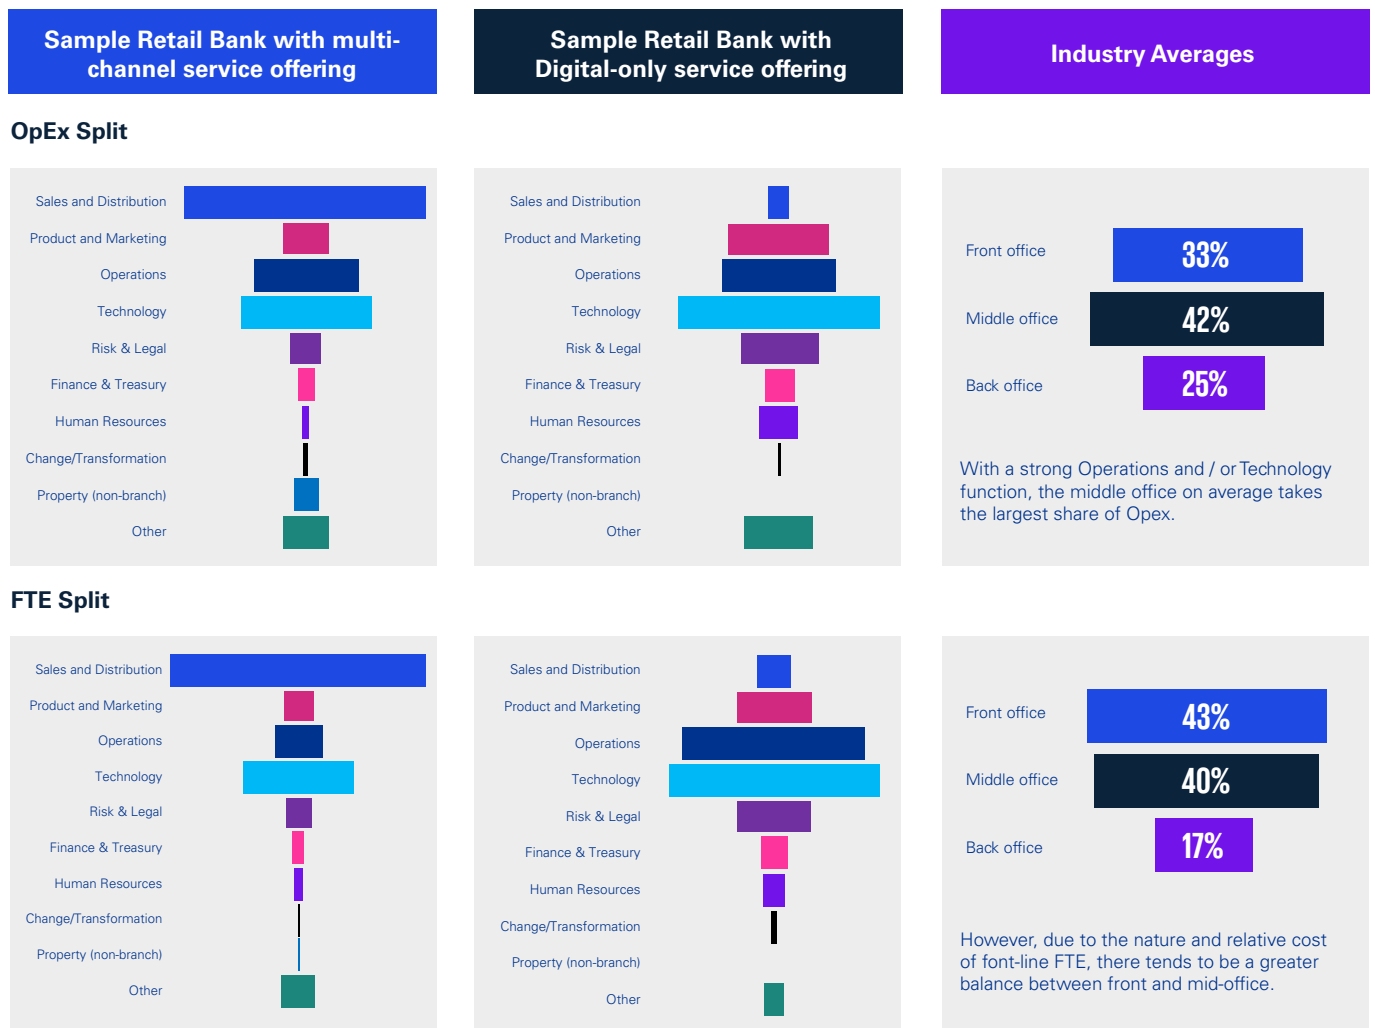 Sample Retail Bank with multi-
channel service offering
Sample Retail Bank with
Digital-only service offering
Industry Averages
OpEx Split
Sales and Distribution
Product and Marketing
Operations
Technology
Risk & Legal
Finance & Treasury
Human Resources
Change/Transformation
Property (non-branch)
Other
Sales and Distribution
Product and Marketing
Operations
Technology
Risk & Legal
Finance & Treasury
Human Resources
Change/Transformation
Property (non-branch)
Other
Front office
33%
Middle office
42%
Back office
25%
With a strong Operations and / or Technology
function, the middle office on average takes
the largest share of Opex.
FTE Split
Sales and Distribution
Product and Marketing
Operations
Technology
Risk & Legal
Finance & Treasury
Human Resources
Change/Transformation
Property (non-branch)
Other
Sales and Distribution
Product and Marketing
Operations
Technology
Risk & Legal
Finance & Treasury
Human Resources
Change/Transformation
Property (non-branch)
Other
Front office
43%
Middle office
40%
Back office
17%
However, due to the nature and relative cost
of font-line FTE, there tends to be a greater
balance between front and mid-office.